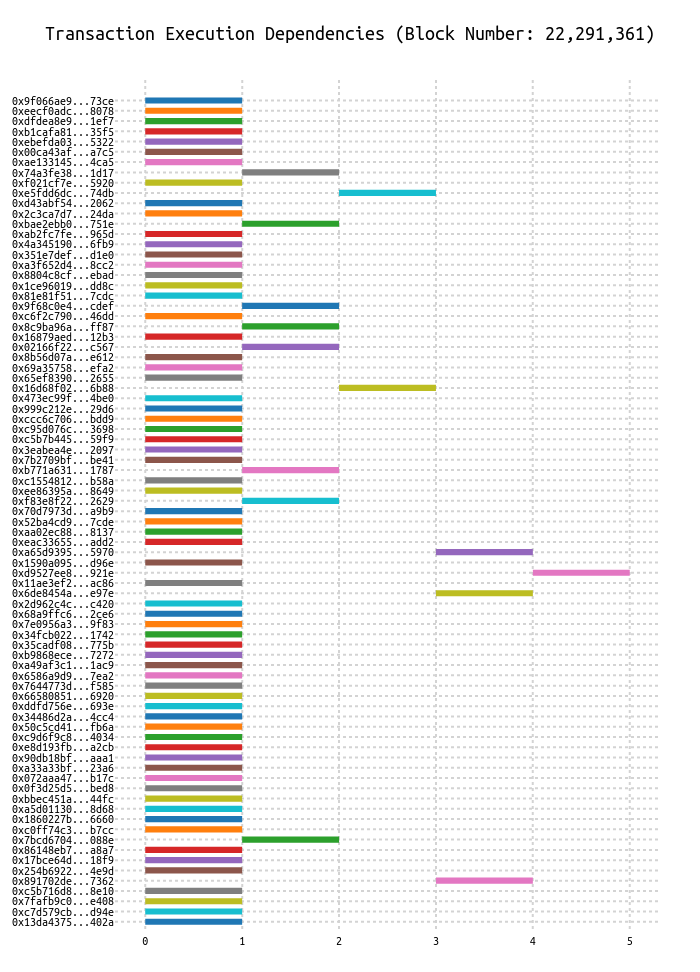 Transaction Execution Dependencies (Block Number: 22,291,361)
0x9f066ae9...73ce
0xeecf0adc...8078
0xdfdea8e9...1ef7
0xb1cafa81...35f5
0xebefda03...5322
0x00ca43af...a7c5
0xae133145...4ca5
0x74a3fe38...1d17
0xf021cf7e...5920
0xe5fdd6dc...74db
0xd43abf54...2062
0x2c3ca7d7...24da
0xbae2ebb0...751e
0xab2fc7fe...965d
0x4a345190...6fb9
0x351e7def...d1e0
0xa3f652d4...8cc2
0x8804c8cf...ebad
0x1ce96019...dd8c
0x81e81f51...7cdc
0x9f68c0e4...cdef
0xc6f2c790...46dd
0x8c9ba96a...ff87
0x16879aed...12b3
0x02166f22...c567
0x8b56d07a...e612
0x69a35758...efa2
0x65ef8390...2655
0x16d68f02...6b88
0x473ec99f...4be0
0x999c212e...29d6
0xccc6c706...bdd9
0xc95d076c...3698
0xc5b7b445...59f9
0x3eabea4e...2097
0x7b2709bf...be41
0xb771a631...1787
0xc1554812...b58a
0xee86395a...8649
0xf83e8f22...2629
0x70d7973d...a9b9
0x52ba4cd9...7cde
0xaa02ec88...8137
0xeac33655...add2
0xa65d9395...5970
0x1590a095...d96e
0xd9527ee8...921e
0x11ae3ef2...ac86
0x6de8454a...e97e
0x2d962c4c...c420
0x68a9ffc6...2ce6
0x7e0956a3...9f83
0x34fcb022...1742
0x35cadf08...775b
0xb9868ece...7272
0xa49af3c1...1ac9
0x6586a9d9...7ea2
0x7644773d...f585
0x66580851...6920
0xddfd756e...693e
0x34486d2a...4cc4
0x50c5cd41...fb6a
0xc9d6f9c8...4034
0xe8d193fb...a2cb
0x90db18bf...aaa1
0xa33a33bf...23a6
0x072aaa47...b17c
0x0f3d25d5...bed8
0xbbec451a...44fc
0xa5d01130...8d68
0x1860227b...6660
0xc0ff74c3...b7cc
0x7bcd6704...088e
0x86148eb7...a8a7
0x17bce64d...18f9
0x254b6922...4e9d
0x891702de...7362
0xc5b716d8...8e10
0x7fafb9c0...e408
0xc7d579cb...d94e
0x13da4375...402a
0 1 2 3 4 5